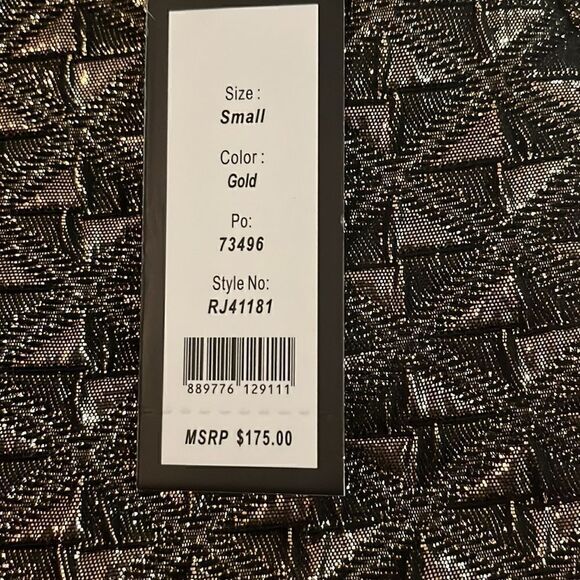 Size :
Small
Color :
Gold
Po:
73496
Style No:
RJ41181
889776 129111
MSRP $175.00